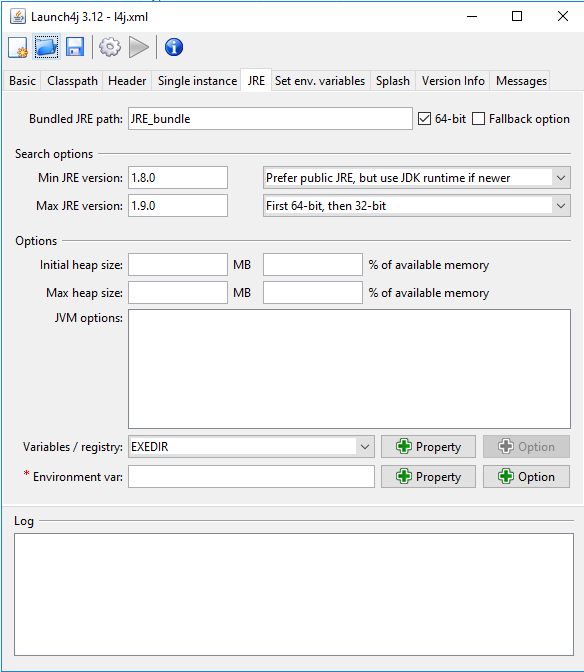 Launch4j 3.12 - l4j.xml
Basic Classpath Header Single instance JRE Set env. variables Splash Version Info Messages
Bundled JRE path: JRE_bundle 64-bit Fallback option
Search options
Min JRE version: 1.8.0 Prefer public JRE, but use JDK runtime if newer
Max JRE version: 1.9.0 First 64-bit, then 32-bit
Options
Initial heap size: MB % of available memory
Max heap size: MB % of available memory
JVM options:
Variables / registry: EXEDIR Property Option
* Environment var: Property Option
Log